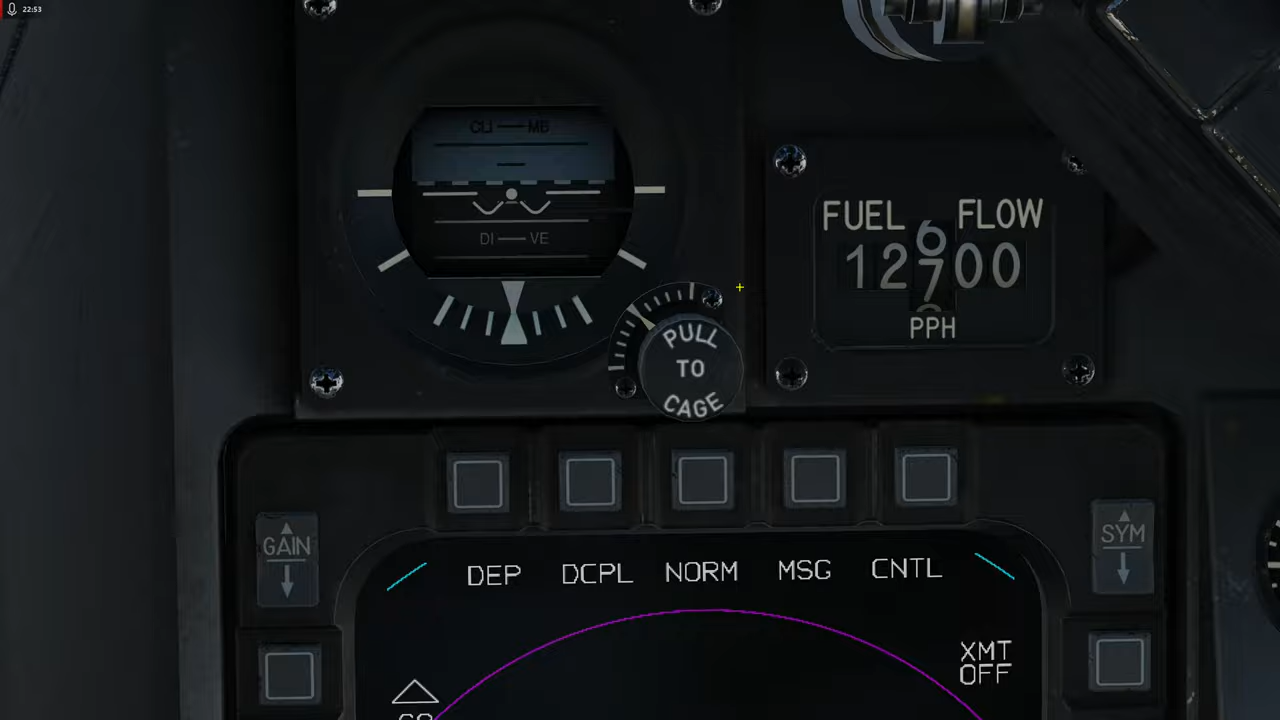 22:53
CLI MB
DI VE
FUEL FLOW
6
12700
PPH
PULL
TO
CAGE
GAIN
SYM
DEP DCPL NORM MSG CNTL
XMT
OFF